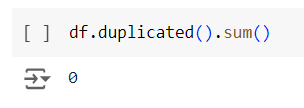 [ ] df.duplicated().sum()
0